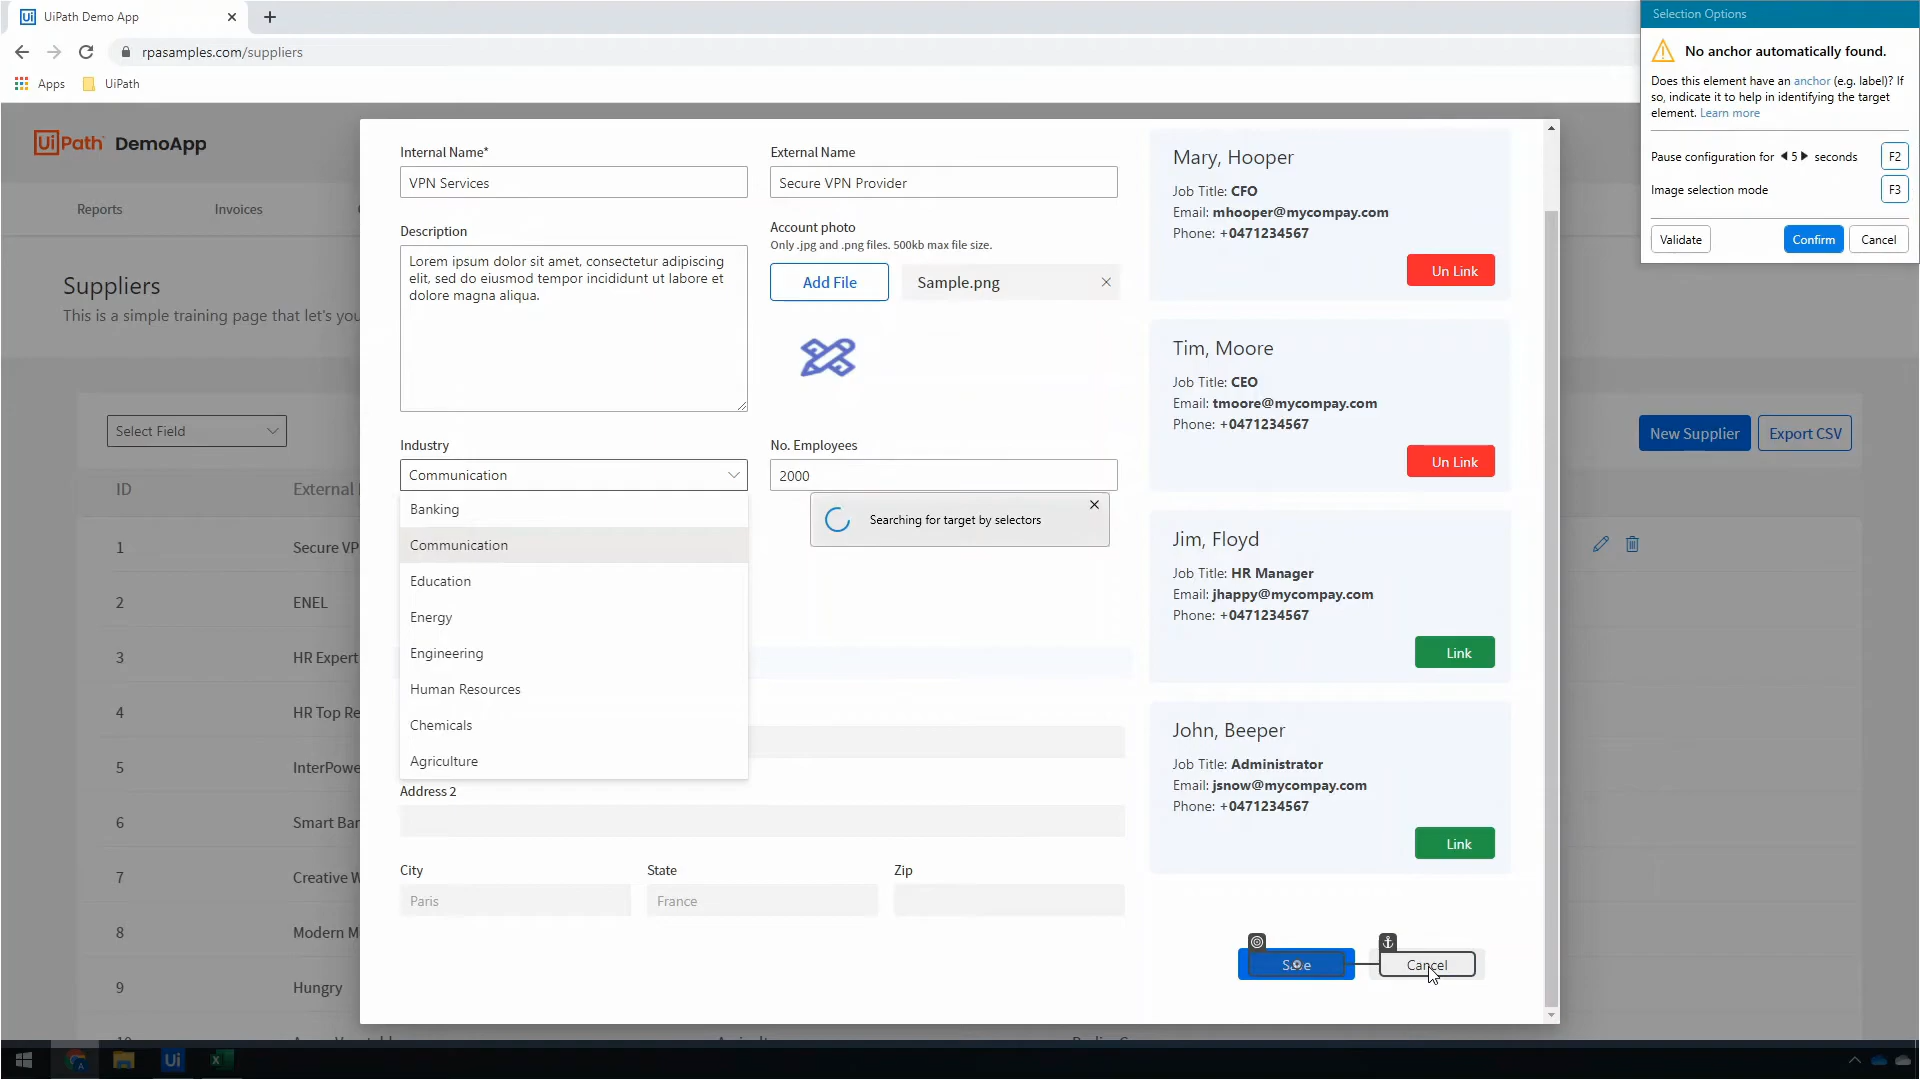 UiPath Demo App
rpasamples.com/suppliers
Apps
UiPath
Selection Options
No anchor automatically found.
Does this element have an anchor (e.g. label)? If
so, indicate it to help in identifying the target
element. Learn more
Pause configuration for 5 seconds F2
Image selection mode F3
Validate Confirm Cancel
UiPath DemoApp
Reports
Invoices
Suppliers
This is a simple training page that let's you
Select Field
New Supplier
Export CSV
ID External
1 Secure VP
2 ENEL
3 HR Expert
4 HR Top Re
5 InterPowe
6 Smart Bar
7 Creative W
8 Modern M
9 Hungry
Internal Name*
VPN Services
External Name
Secure VPN Provider
Description
Lorem ipsum dolor sit amet, consectetur adipiscing
elit, sed do eiusmod tempor incididunt ut labore et
dolore magna aliqua.
Account photo
Only .jpg and .png files. 500kb max file size.
Add File
Sample.png
Industry
Communication
Banking
Communication
Education
Energy
Engineering
Human Resources
Chemicals
Agriculture
No. Employees
2000
Searching for target by selectors
Address 2
City
Paris
State
France
Zip
Mary, Hooper
Job Title: CFO
Email: mhooper@mycompay.com
Phone: +0471234567
Un Link
Tim, Moore
Job Title: CEO
Email: tmoore@mycompay.com
Phone: +0471234567
Un Link
Jim, Floyd
Job Title: HR Manager
Email: jhappy@mycompay.com
Phone: +0471234567
Link
John, Beeper
Job Title: Administrator
Email: jsnow@mycompay.com
Phone: +0471234567
Link
Save
Cancel
Ui